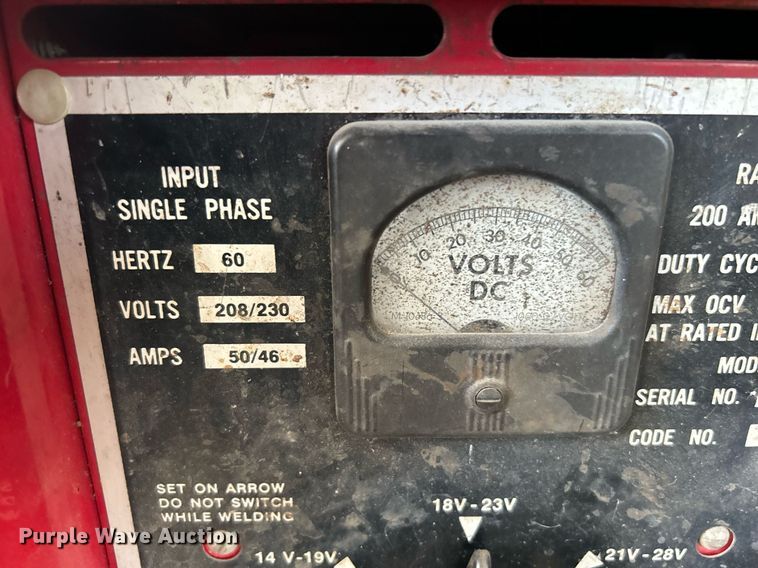 INPUT
SINGLE PHASE
HERTZ 60
VOLTS 208/230
AMPS 50/46
10 20 30 40 50 60
VOLTS
DC
200
DUTY
MAX OCV
AT RATED
SERIAL NO.
CODE NO.
SET ON ARROW
DO NOT SWITCH
WHILE WELDING
18V-23V
14 V-19V
21V-28V
Purple Wave Auction